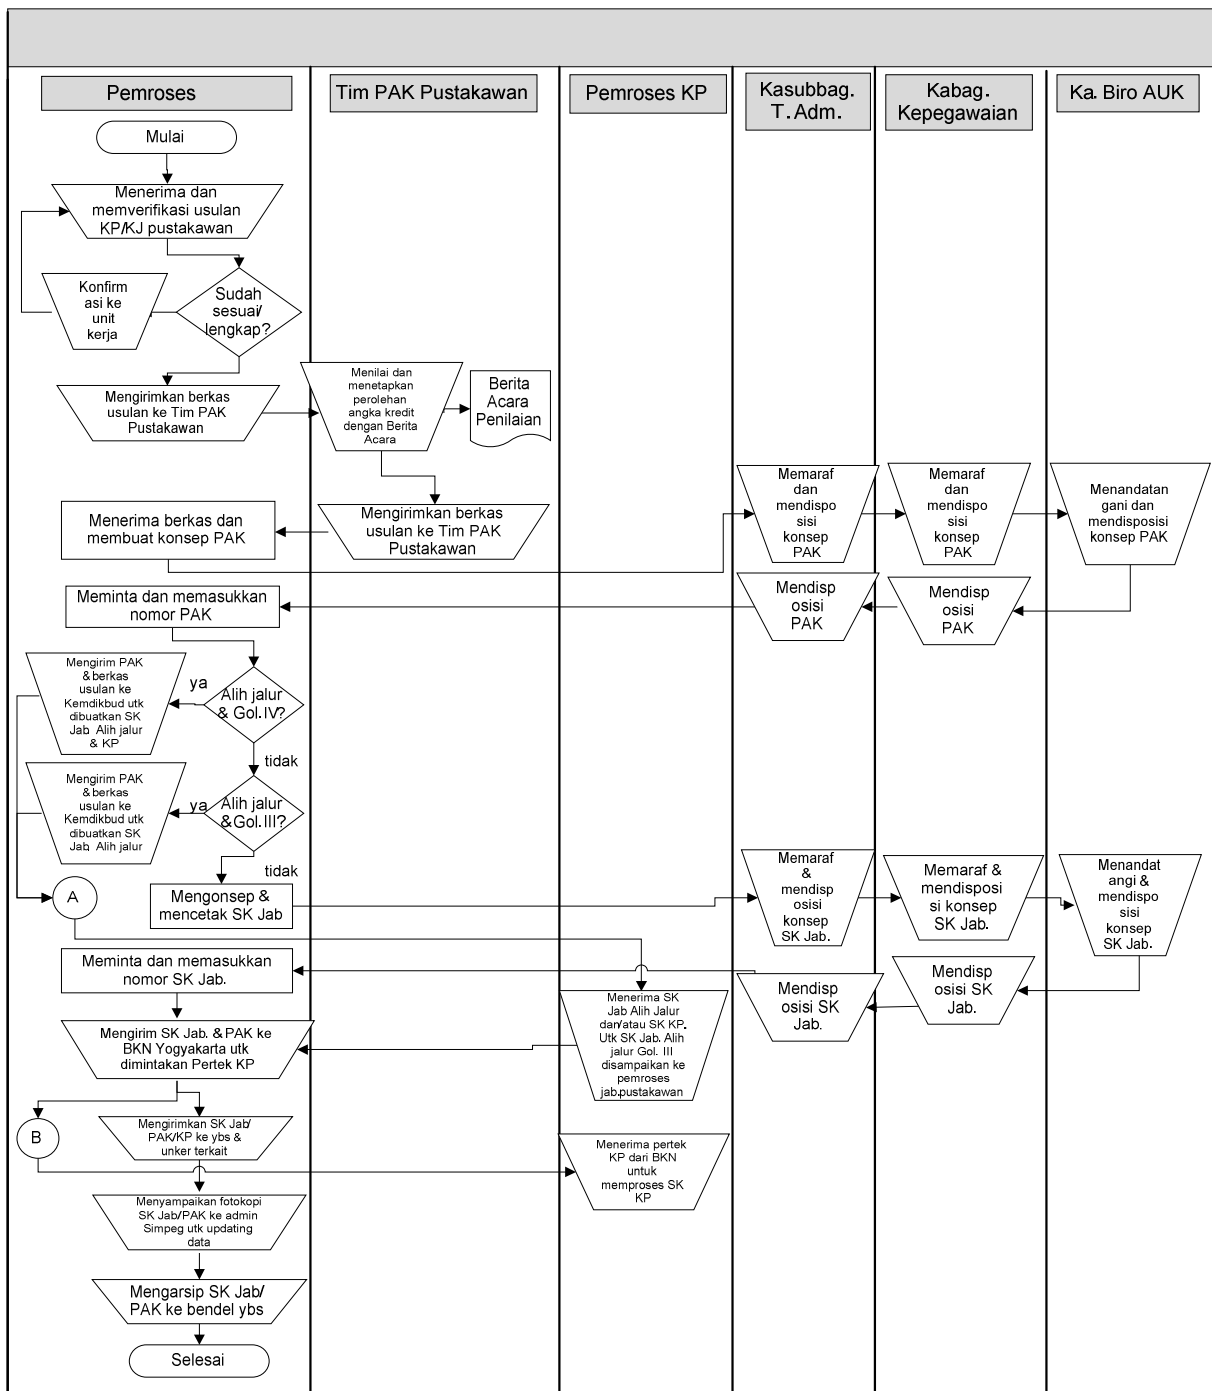 Pemroses
Tim PAK Pustakawan
Pemroses KP
Kasubbag.
T. Adm.
Kabag.
Kepegawaian
Ka. Biro AUK
Mulai
Menerima dan
memverifikasi usulan
KP/KJ pustakawan
Konfirm
asi ke
unit
kerja
Sudah
sesuai/
lengkap?
Mengirimkan berkas
usulan ke Tim PAK
Pustakawan
Menilai dan
menetapkan
perolehan
angka kredit
dengan Berita
Acara
Berita
Acara
Penilaian
Menerima berkas dan
membuat konsep PAK
Mengirimkan berkas
usulan ke Tim PAK
Pustakawan
Memaraf
dan
mendispo
sisi
konsep
PAK
Memaraf
dan
mendispo
sisi
konsep
PAK
Menandatan
gani dan
mendisposisi
konsep PAK
Meminta dan memasukkan
nomor PAK
Mendisp
osisi
PAK
Mendisp
osisi
PAK
Mengirim PAK
& berkas
usulan ke
Kemdikbud utk
dibuatkan SK
Jab. Alih jalur
& KP
ya
Alih jalur
& Gol.IV?
tidak
Mengirim PAK
& berkas
usulan ke
Kemdikbud utk
dibuatkan SK
Jab. Alih jalur
ya
Alih jalur
&Gol.III?
tidak
A
Mengonsep &
mencetak SK Jab
Memaraf
&
mendisp
osisi
konsep
SK Jab.
Memaraf &
mendisposi
si konsep
SK Jab.
Menandat
angi &
mendispo
sisi
konsep
SK Jab.
Meminta dan memasukkan
nomor SK Jab.
Menerima SK
Jab Alih Jalur
dan/atau SK KP.
Utk SK Jab. Alih
jalur Gol. III
disampaikan ke
pemroses
jab.pustakawan
Mendisp
osisi SK
Jab.
Mendisp
osisi SK
Jab.
Mengirim SK Jab. & PAK ke
BKN Yogyakarta utk
dimintakan Pertek KP
B
Mengirimkan SK Jab/
PAK/KP ke ybs &
unker terkait
Menerima pertek
KP dari BKN
untuk
memproses SK
KP
Menyampaikan fotokopi
SK Jab/PAK ke admin
Simpeg utk updating
data
Mengarsip SK Jab/
PAK ke bendel ybs
Selesai